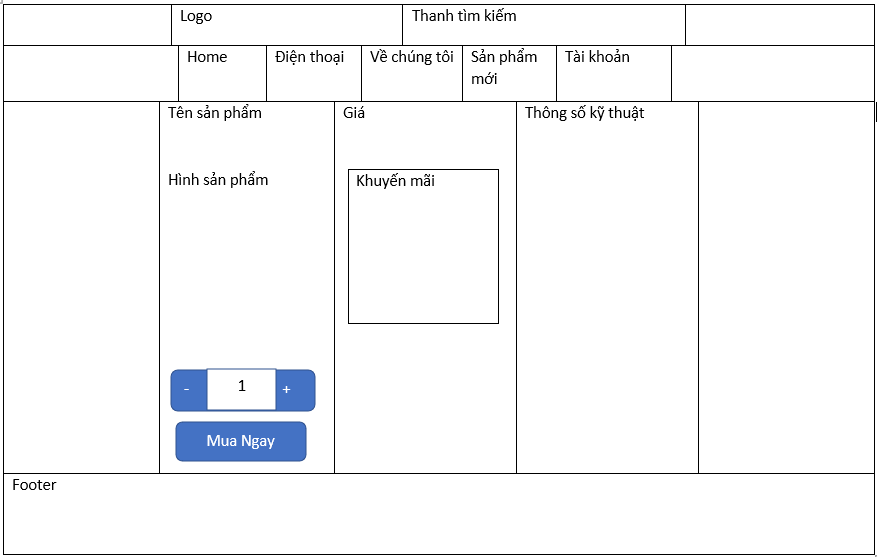 Logo
Thanh tìm kiếm
Home
Điện thoại
Về chúng tôi
Sản phẩm
mới
Tài khoản
Tên sản phẩm
Hình sản phẩm
- 1 +
Mua Ngay
Giá
Khuyến mãi
Thông số kỹ thuật
Footer